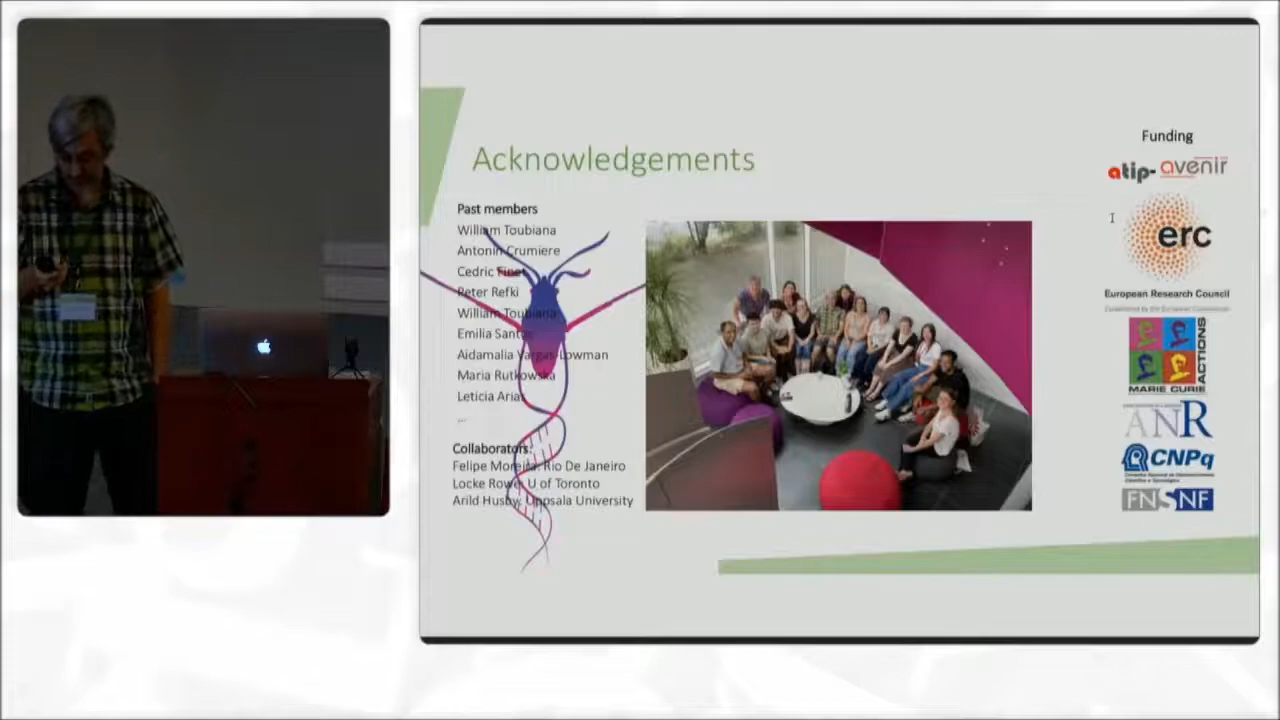 Acknowledgements
Past members
William Toubiana
Antonin Crumiere
Cedric Finet
Peter Refki
William Toubiana
Emilia Santos
Aidamalia Vargas-Lowman
Maria Rutkowska
Leticia Arias
...
Collaborators:
Felipe Moreira: Rio De Janeiro
Locke Rowe: U of Toronto
Arild Husby: Uppsala University
Funding
atip-avenir
erc
European Research Council
MARIE CURIE ACTIONS
ANR
CNPq
FNSNF